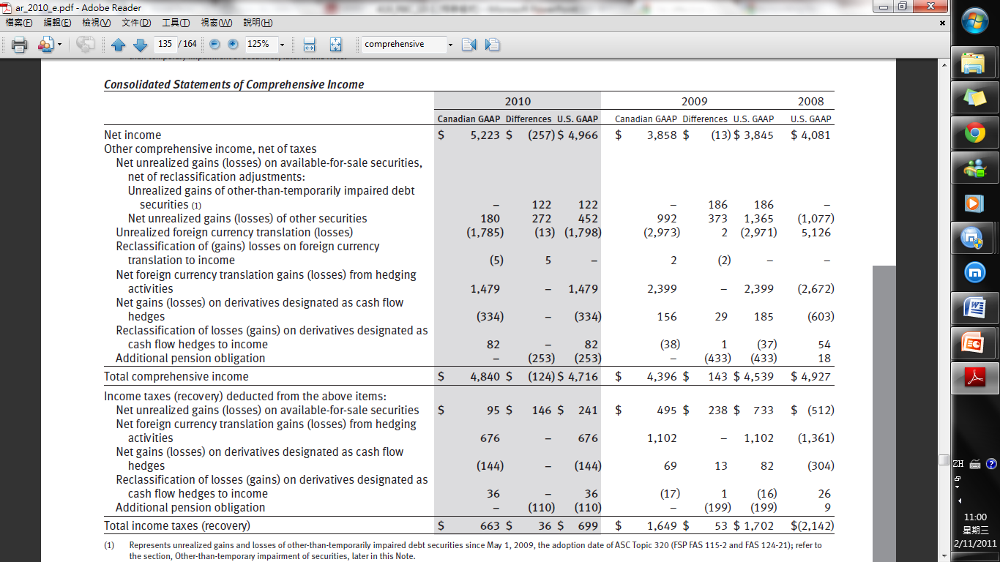 ar_2010_e.pdf - Adobe Reader
檔案(F) 編輯(E) 檢視(V) 文件(D) 工具(T) 視窗(W) 說明(H)
135 / 164 125% comprehensive
Consolidated Statements of Comprehensive Income
2010 2009 2008
Canadian GAAP Differences U.S. GAAP Canadian GAAP Differences U.S. GAAP U.S. GAAP
Net income $ 5,223 $ (257) $ 4,966 $ 3,858 $ (13) $ 3,845 $ 4,081
Other comprehensive income, net of taxes
Net unrealized gains (losses) on available-for-sale securities,
net of reclassification adjustments:
Unrealized gains of other-than-temporarily impaired debt
securities (1) – 122 122 – 186 186 –
Net unrealized gains (losses) of other securities 180 272 452 992 373 1,365 (1,077)
Unrealized foreign currency translation (losses) (1,785) (13) (1,798) (2,973) 2 (2,971) 5,126
Reclassification of (gains) losses on foreign currency
translation to income (5) 5 – 2 (2) – –
Net foreign currency translation gains (losses) from hedging
activities 1,479 – 1,479 2,399 – 2,399 (2,672)
Net gains (losses) on derivatives designated as cash flow
hedges (334) – (334) 156 29 185 (603)
Reclassification of losses (gains) on derivatives designated as
cash flow hedges to income 82 – 82 (38) 1 (37) 54
Additional pension obligation – (253) (253) – (433) (433) 18
Total comprehensive income $ 4,840 $ (124) $ 4,716 $ 4,396 $ 143 $ 4,539 $ 4,927
Income taxes (recovery) deducted from the above items:
Net unrealized gains (losses) on available-for-sale securities $ 95 $ 146 $ 241 $ 495 $ 238 $ 733 $ (512)
Net foreign currency translation gains (losses) from hedging
activities 676 – 676 1,102 – 1,102 (1,361)
Net gains (losses) on derivatives designated as cash flow
hedges (144) – (144) 69 13 82 (304)
Reclassification of losses (gains) on derivatives designated as
cash flow hedges to income 36 – 36 (17) 1 (16) 26
Additional pension obligation – (110) (110) – (199) (199) 9
Total income taxes (recovery) $ 663 $ 36 $ 699 $ 1,649 $ 53 $ 1,702 $(2,142)
(1) Represents unrealized gains and losses of other-than-temporarily impaired debt securities since May 1, 2009, the adoption date of ASC Topic 320 (FSP FAS 115-2 and FAS 124-21); refer to
the section, Other-than-temporary impairment of securities, later in this Note.
ZH
11:00
星期三
2/11/2011